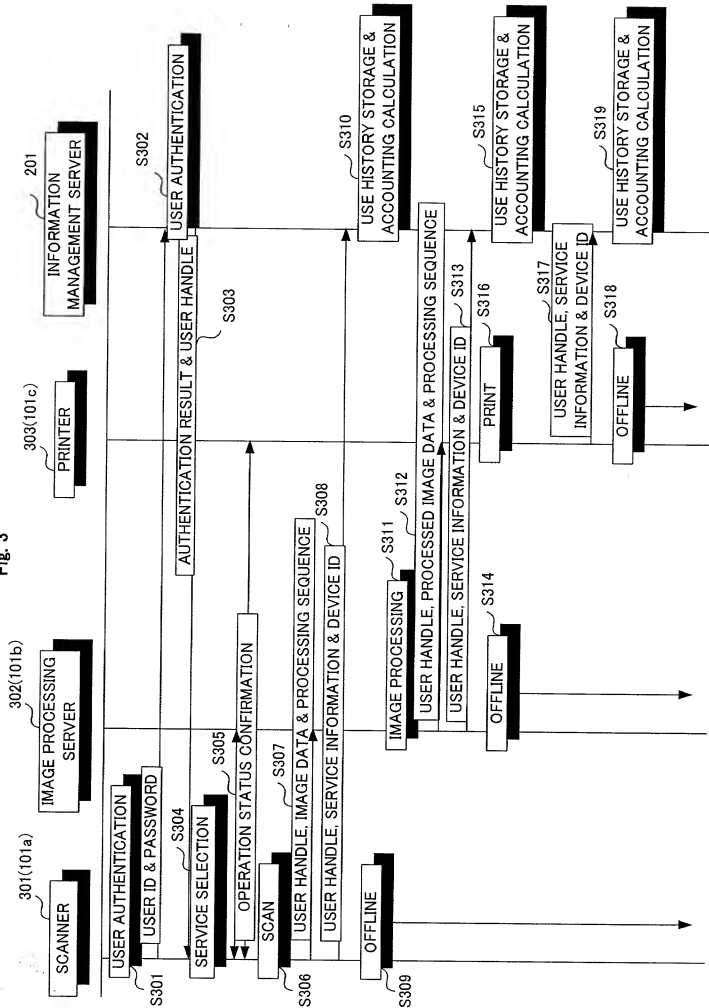 Fig. 3
301(101a)
SCANNER
302(101b)
IMAGE PROCESSING
SERVER
303(101c)
PRINTER
201
INFORMATION
MANAGEMENT SERVER
USER AUTHENTICATION
S301
USER ID & PASSWORD
S302
USER AUTHENTICATION
AUTHENTICATION RESULT & USER HANDLE
S303
S304
SERVICE SELECTION
S305
OPERATION STATUS CONFIRMATION
SCAN
S306
S307
USER HANDLE, IMAGE DATA & PROCESSING SEQUENCE
S308
USER HANDLE, SERVICE INFORMATION & DEVICE ID
OFFLINE
S309
S310
USE HISTORY STORAGE &
ACCOUNTING CALCULATION
S311
IMAGE PROCESSING
S312
USER HANDLE, PROCESSED IMAGE DATA & PROCESSING SEQUENCE
S313
USER HANDLE, SERVICE INFORMATION & DEVICE ID
S314
OFFLINE
S315
USE HISTORY STORAGE &
ACCOUNTING CALCULATION
S316
PRINT
S317
USER HANDLE, SERVICE
INFORMATION & DEVICE ID
S318
OFFLINE
S319
USE HISTORY STORAGE &
ACCOUNTING CALCULATION